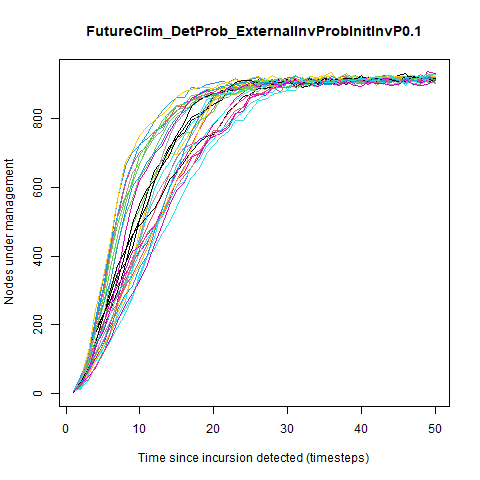 FutureClim_DetProb_ExternalInvProbInitInvP0.1
Nodes under management
800
600
400
200
0
0 10 20 30 40 50
Time since incursion detected (timesteps)